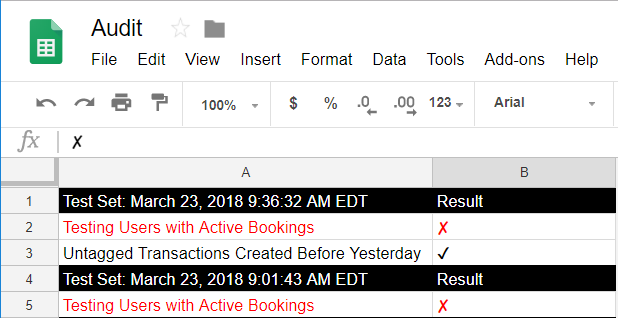 Audit
File Edit View Insert Format Data Tools Add-ons Help
100% $ % .0 .00 123 Arial
fx ✗
A B
1 Test Set: March 23, 2018 9:36:32 AM EDT Result
2 Testing Users with Active Bookings ✗
3 Untagged Transactions Created Before Yesterday ✓
4 Test Set: March 23, 2018 9:01:43 AM EDT Result
5 Testing Users with Active Bookings ✗